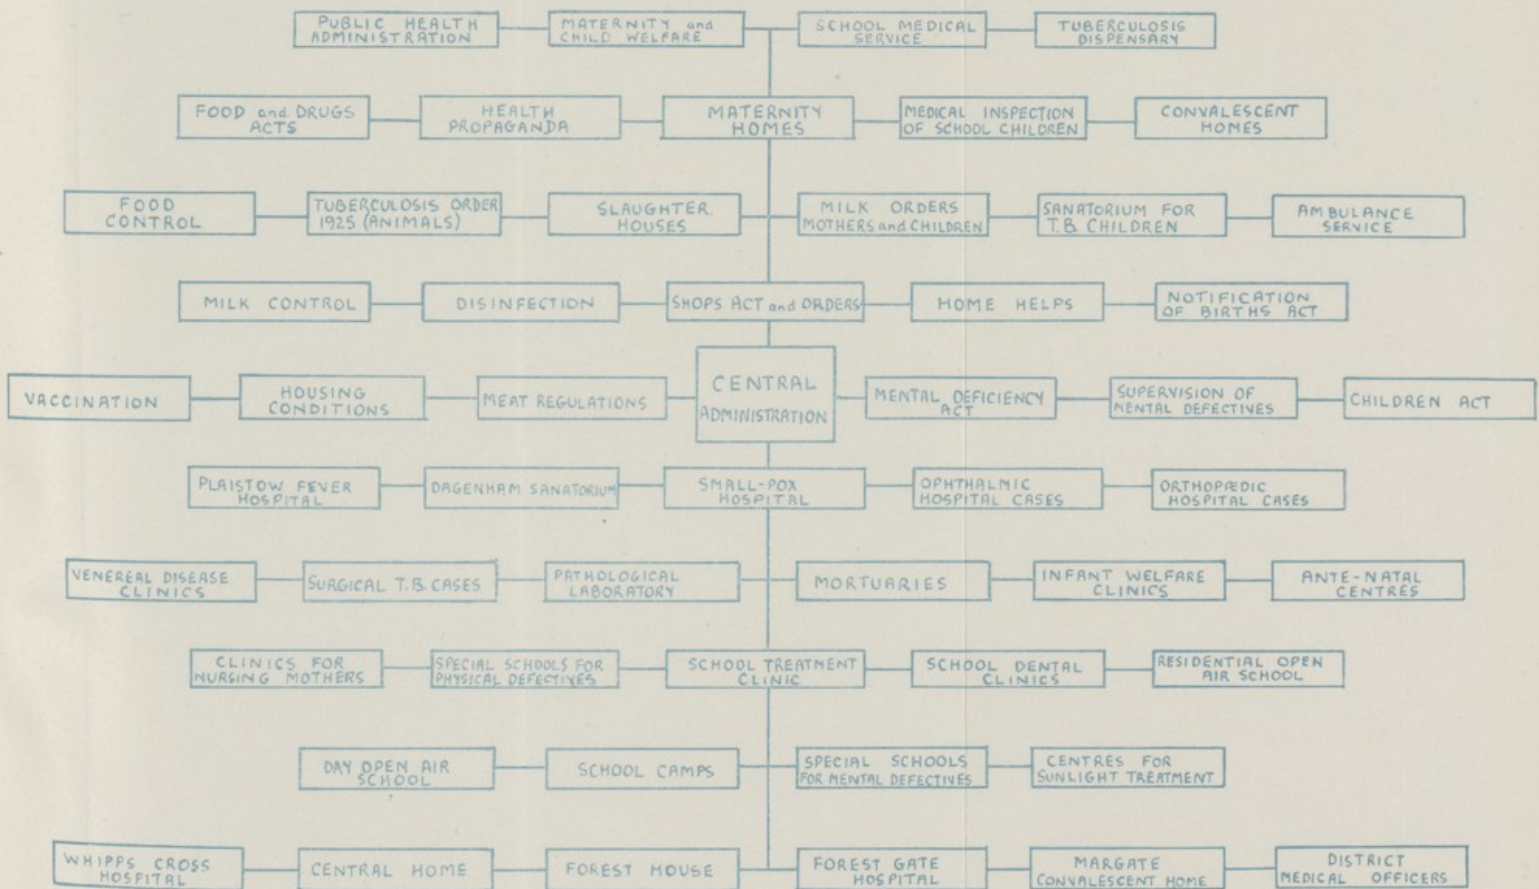 PUBLIC HEALTH
ADMINISTRATION
MATERNITY and
CHILD WELFARE
SCHOOL MEDICAL
SERVICE
TUBERCULOSIS
DISPENSARY
FOOD and DRUGS
ACTS
HEALTH
PROPAGANDA
MATERNITY
HOMES
MEDICAL INSPECTION
OF SCHOOL CHILDREN
CONVALESCENT
HOMES
FOOD
CONTROL
TUBERCULOSIS ORDER
1925 (ANIMALS)
SLAUGHTER
HOUSES
MILK ORDERS
MOTHERS and CHILDREN
SANATORIUM FOR
T.B. CHILDREN
AMBULANCE
SERVICE
MILK CONTROL
DISINFECTION
SHOPS ACT and ORDERS
HOME HELPS
NOTIFICATION
OF BIRTHS ACT
VACCINATION
HOUSING
CONDITIONS
MEAT REGULATIONS
CENTRAL
ADMINISTRATION
MENTAL DEFICIENCY
ACT
SUPERVISION OF
MENTAL DEFECTIVES
CHILDREN ACT
PLAISTOW FEVER
HOSPITAL
DAGENHAM SANATORIUM
SMALL-POX
HOSPITAL
OPHTHALMIC
HOSPITAL CASES
ORTHOPÆDIC
HOSPITAL CASES
VENEREAL DISEASE
CLINICS
SURGICAL T.B. CASES
PATHOLOGICAL
LABORATORY
MORTUARIES
INFANT WELFARE
CLINICS
ANTE-NATAL
CENTRES
CLINICS FOR
NURSING MOTHERS
SPECIAL SCHOOLS FOR
PHYSICAL DEFECTIVES
SCHOOL TREATMENT
CLINIC
SCHOOL DENTAL
CLINICS
RESIDENTIAL OPEN
AIR SCHOOL
DAY OPEN AIR
SCHOOL
SCHOOL CAMPS
SPECIAL SCHOOLS
FOR MENTAL DEFECTIVES
CENTRES FOR
SUNLIGHT TREATMENT
WHIPPS CROSS
HOSPITAL
CENTRAL HOME
FOREST HOUSE
FOREST GATE
HOSPITAL
MARGATE
CONVALESCENT HOME
DISTRICT
MEDICAL OFFICERS